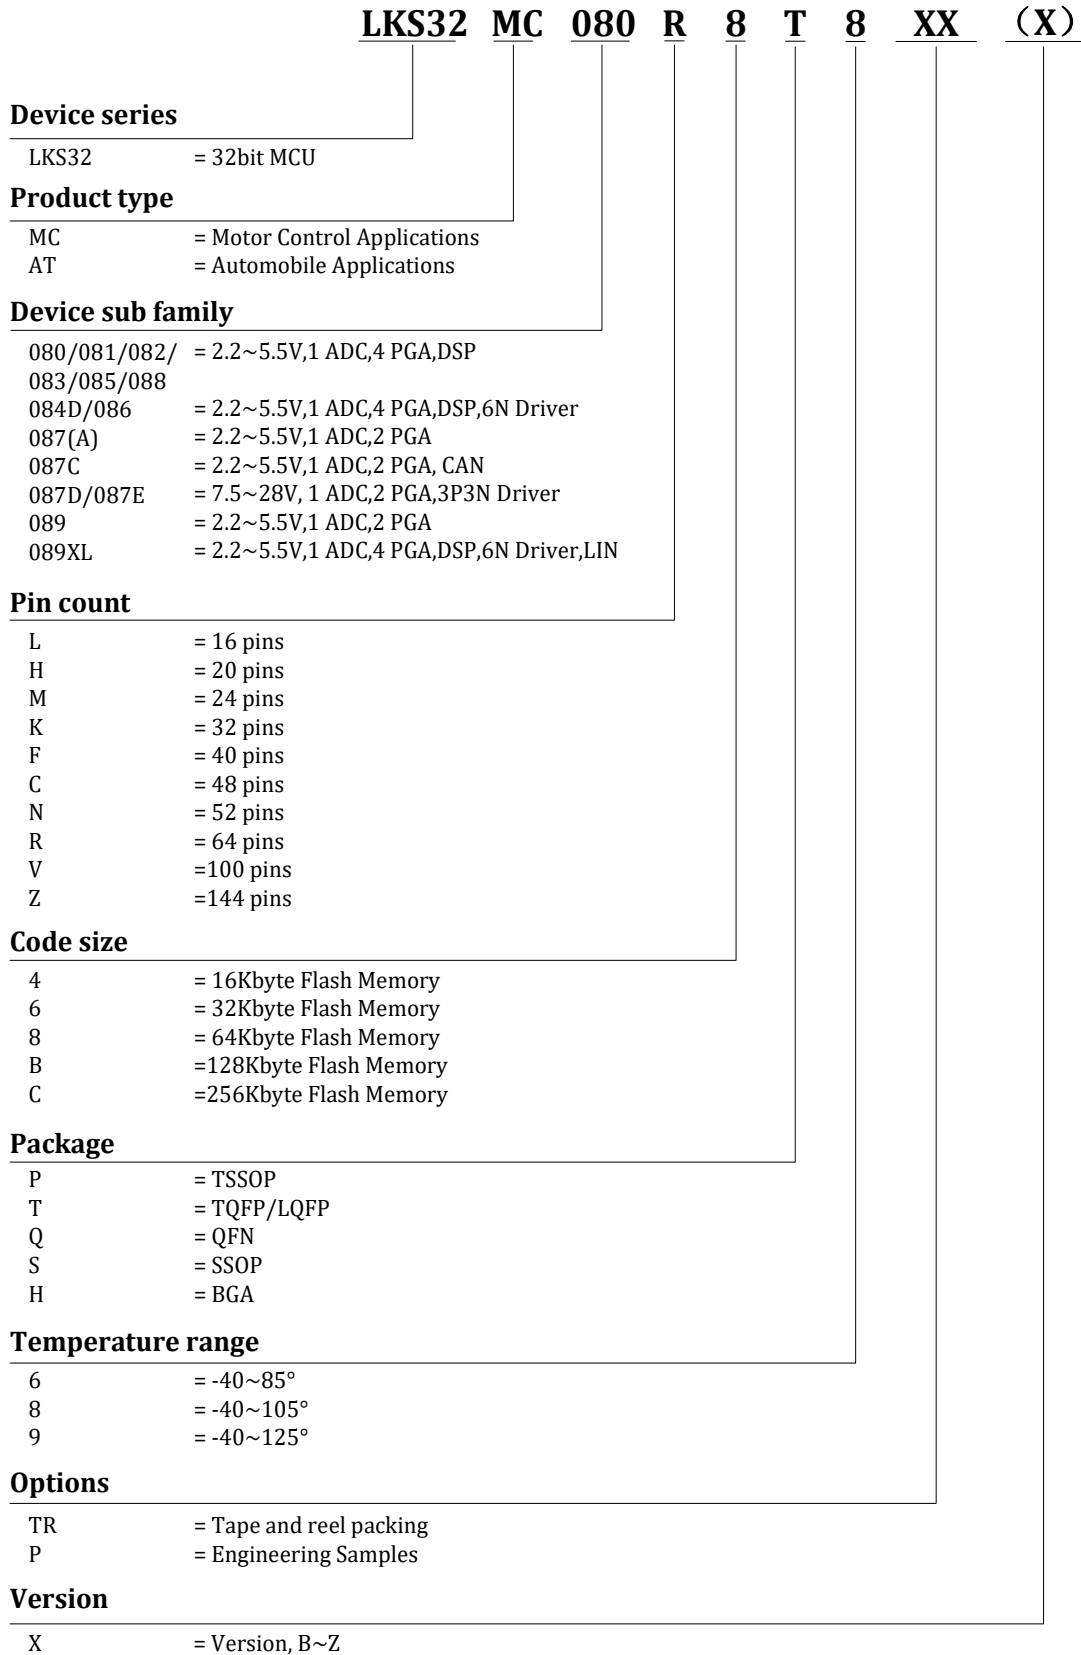 LKS32 MC 080 R 8 T 8 XX （X）
Device series
LKS32 = 32bit MCU
Product type
MC = Motor Control Applications
AT = Automobile Applications
Device sub family
080/081/082/ = 2.2~5.5V,1 ADC,4 PGA,DSP
083/085/088
084D/086 = 2.2~5.5V,1 ADC,4 PGA,DSP,6N Driver
087(A) = 2.2~5.5V,1 ADC,2 PGA
087C = 2.2~5.5V,1 ADC,2 PGA, CAN
087D/087E = 7.5~28V, 1 ADC,2 PGA,3P3N Driver
089 = 2.2~5.5V,1 ADC,2 PGA
089XL = 2.2~5.5V,1 ADC,4 PGA,DSP,6N Driver,LIN
Pin count
L = 16 pins
H = 20 pins
M = 24 pins
K = 32 pins
F = 40 pins
C = 48 pins
N = 52 pins
R = 64 pins
V =100 pins
Z =144 pins
Code size
4 = 16Kbyte Flash Memory
6 = 32Kbyte Flash Memory
8 = 64Kbyte Flash Memory
B =128Kbyte Flash Memory
C =256Kbyte Flash Memory
Package
P = TSSOP
T = TQFP/LQFP
Q = QFN
S = SSOP
H = BGA
Temperature range
6 = -40~85°
8 = -40~105°
9 = -40~125°
Options
TR = Tape and reel packing
P = Engineering Samples
Version
X = Version, B~Z